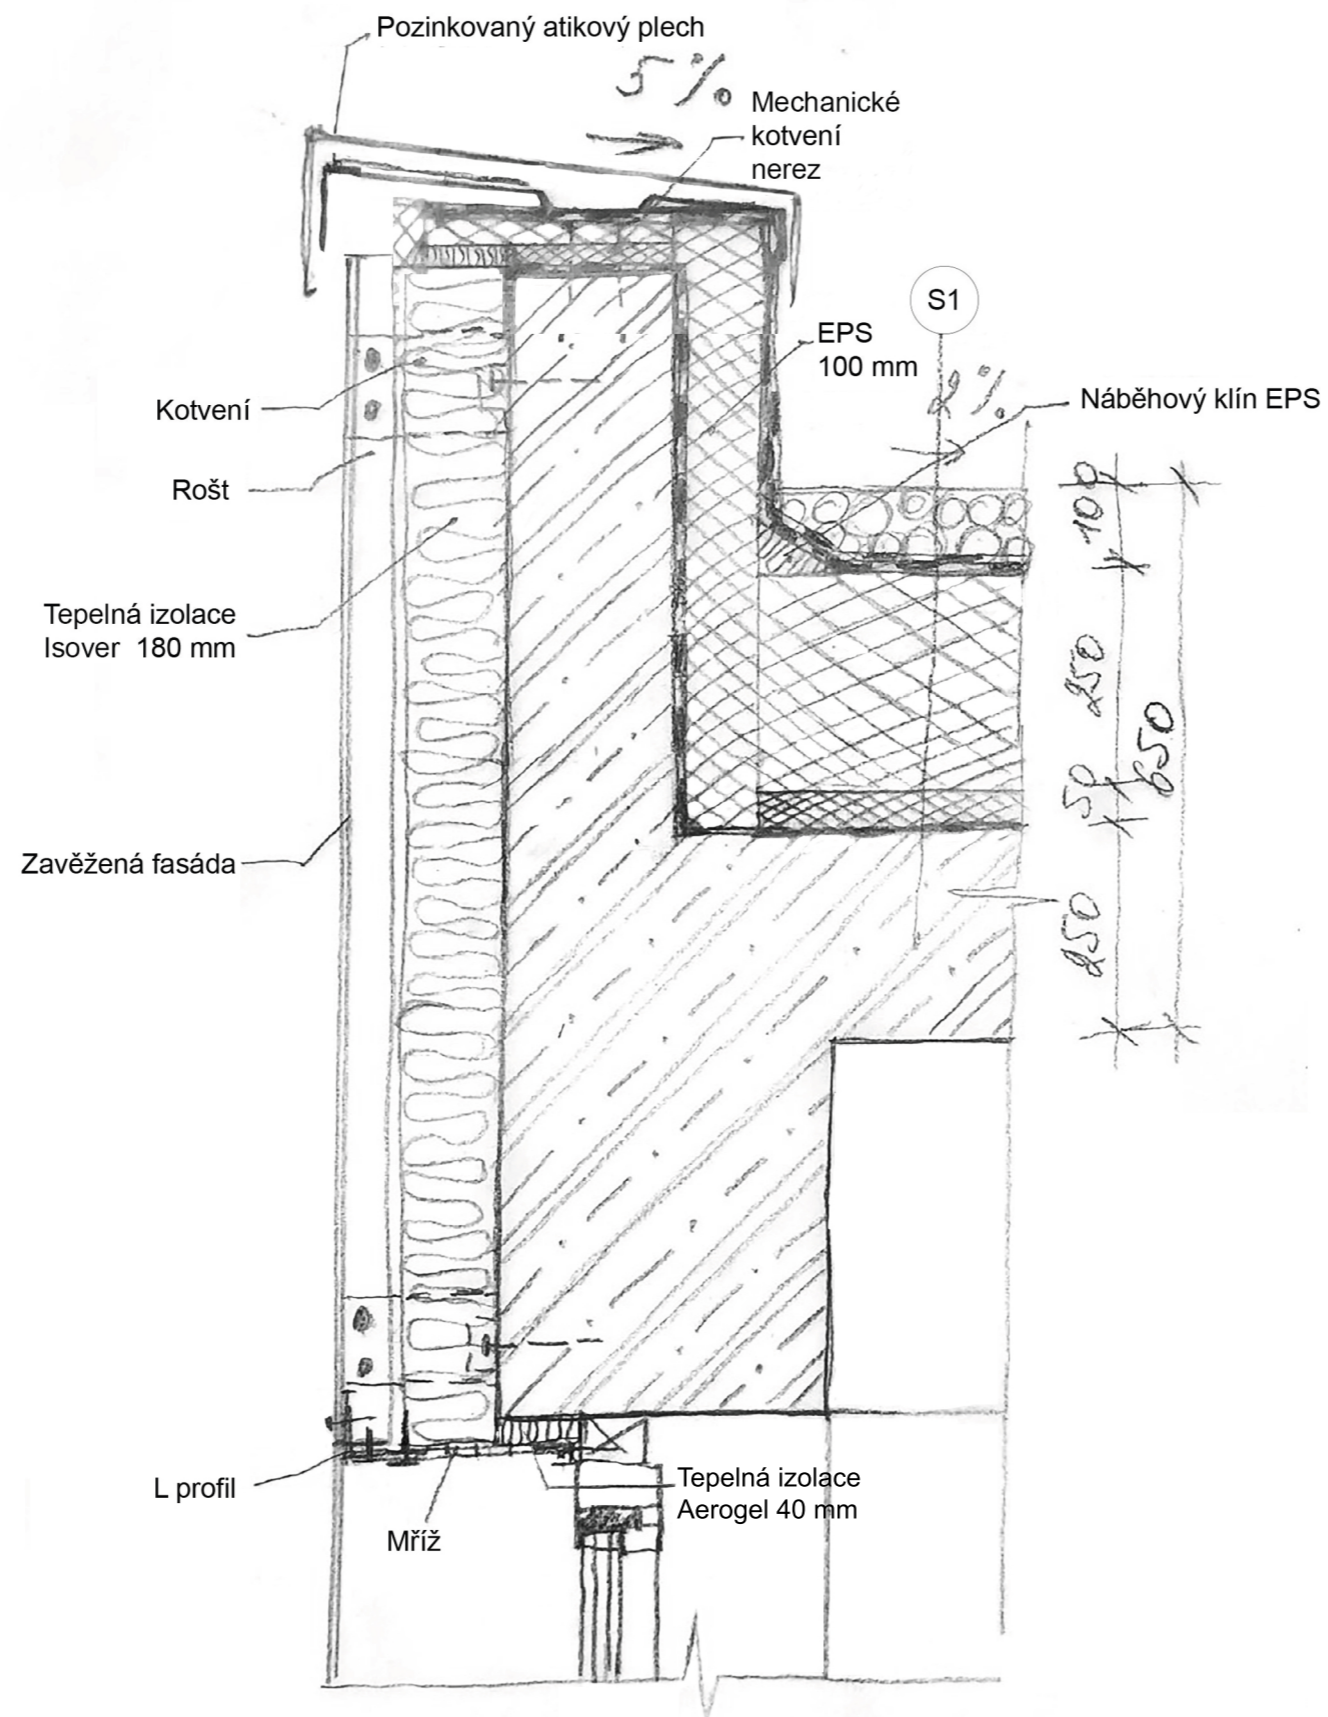 Pozinkovaný atikový plech
5%
Mechanické
kotvení
nerez
S1
EPS
100 mm
2%
Náběhový klín EPS
Kotvení
Rošt
100
Tepelná izolace
Isover 180 mm
250
650
50
Zavěžená fasáda
250
L profil
Tepelná izolace
Aerogel 40 mm
Mříž